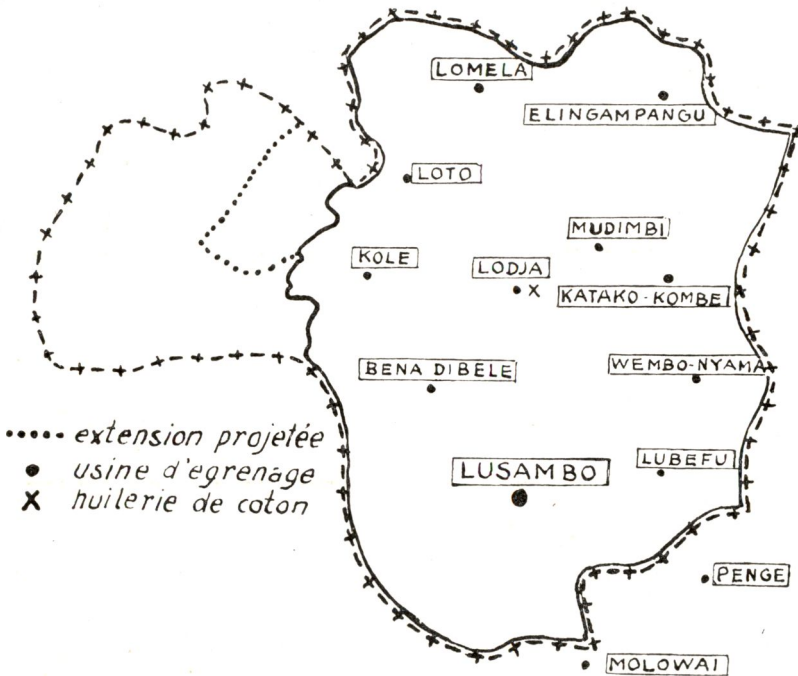 LOMELA
ELINGAMPANGU
LOTO
MUDIMBI
KOLE
LODJA
KATAKO-KOMBE
BENA DIBELE
WEMBO-NYAMA
extension projetée
usine d'egrenage
huilerie de coton
LUSAMBO
LUBEFU
PENGE
MOLOWAI